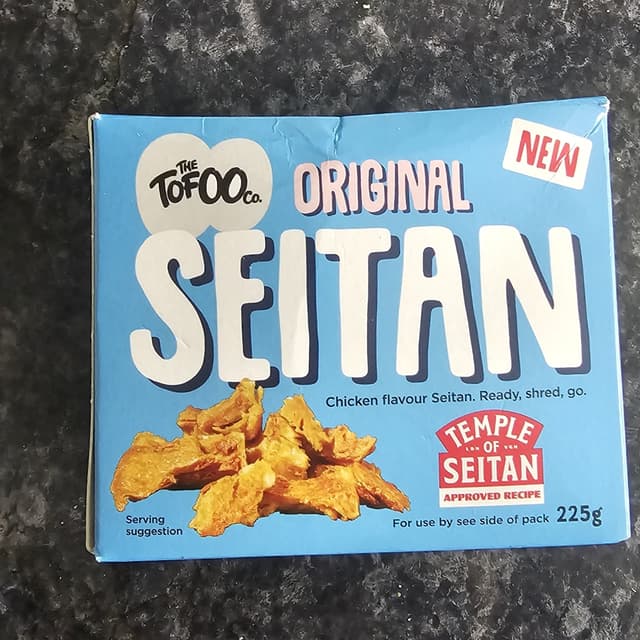 THE
TOFOO Co.
ORIGINAL
NEW
SEITAN
Chicken flavour Seitan. Ready, shred, go.
TEMPLE
OF
SEITAN
APPROVED RECIPE
Serving
suggestion
For use by see side of pack 225g